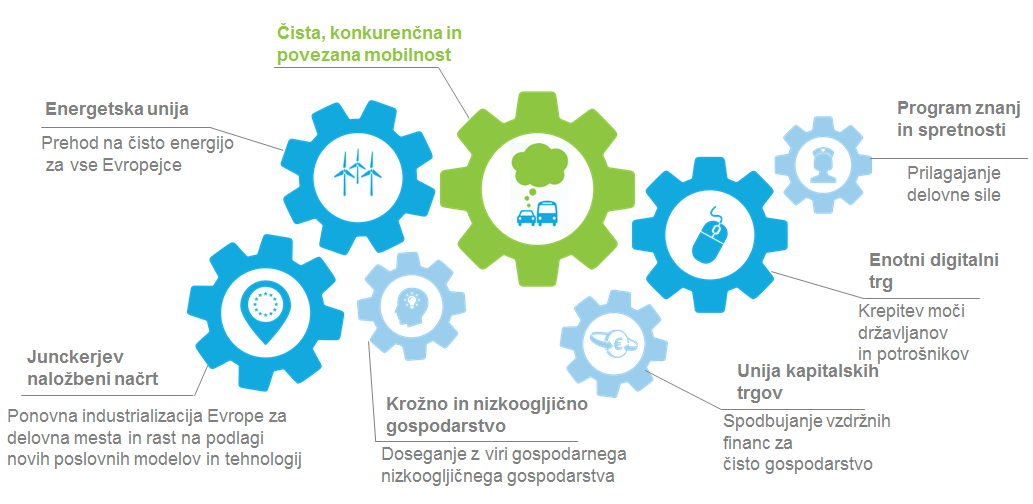 Čista, konkurenčna in
povezana mobilnost
Energetska unija
Prehod na čisto energijo
za vse Evropejce
Program znanj
in spretnosti
Prilagajanje
delovne sile
Enotni digitalni
trg
Krepitev moči
državljanov
in potrošnikov
Junckerjev
naložbeni načrt
Ponovna industrializacija Evrope za
delovna mesta in rast na podlagi
novih poslovnih modelov in tehnologij
Krožno in nizkoogljično
gospodarstvo
Doseganje z viri gospodarnega
nizkoogljičnega gospodarstva
Unija kapitalskih
trgov
Spodbujanje vzdržnih
financ za
čisto gospodarstvo
€